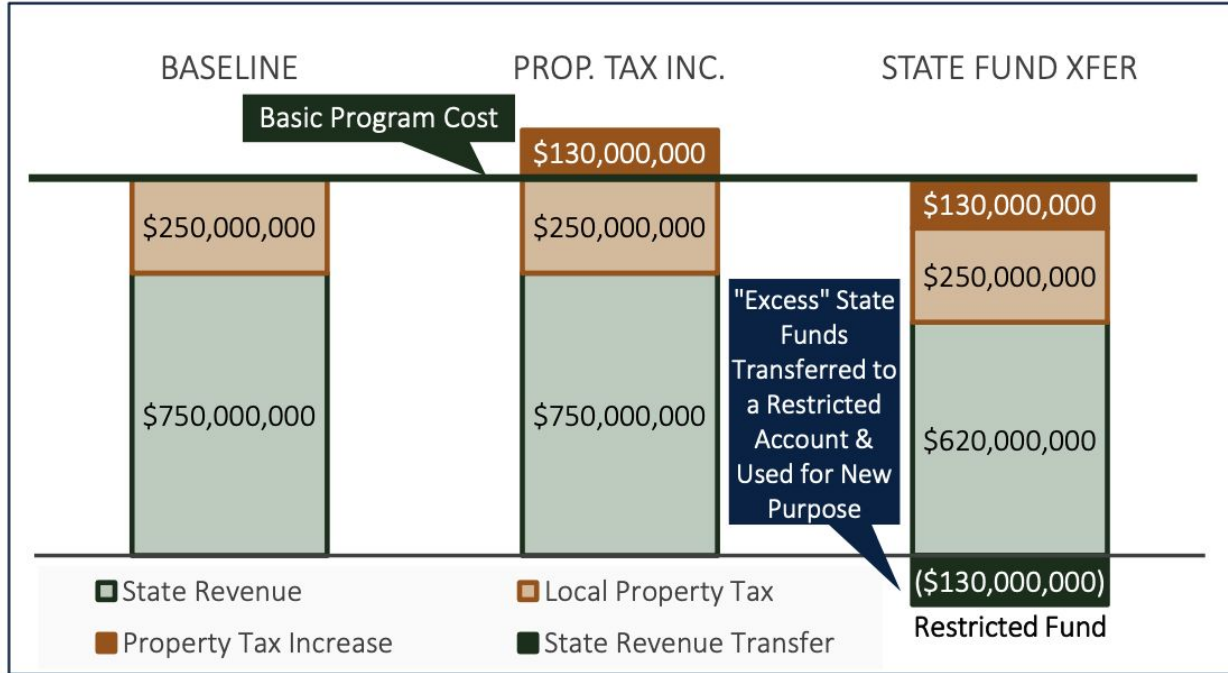 BASELINE
PROP. TAX INC.
STATE FUND XFER
Basic Program Cost
$130,000,000
$250,000,000
$250,000,000
$130,000,000
$250,000,000
"Excess" State
Funds
Transferred to
a Restricted
Account &
Used for New
Purpose
$750,000,000
$750,000,000
$620,000,000
($130,000,000)
Restricted Fund
State Revenue
Local Property Tax
Property Tax Increase
State Revenue Transfer